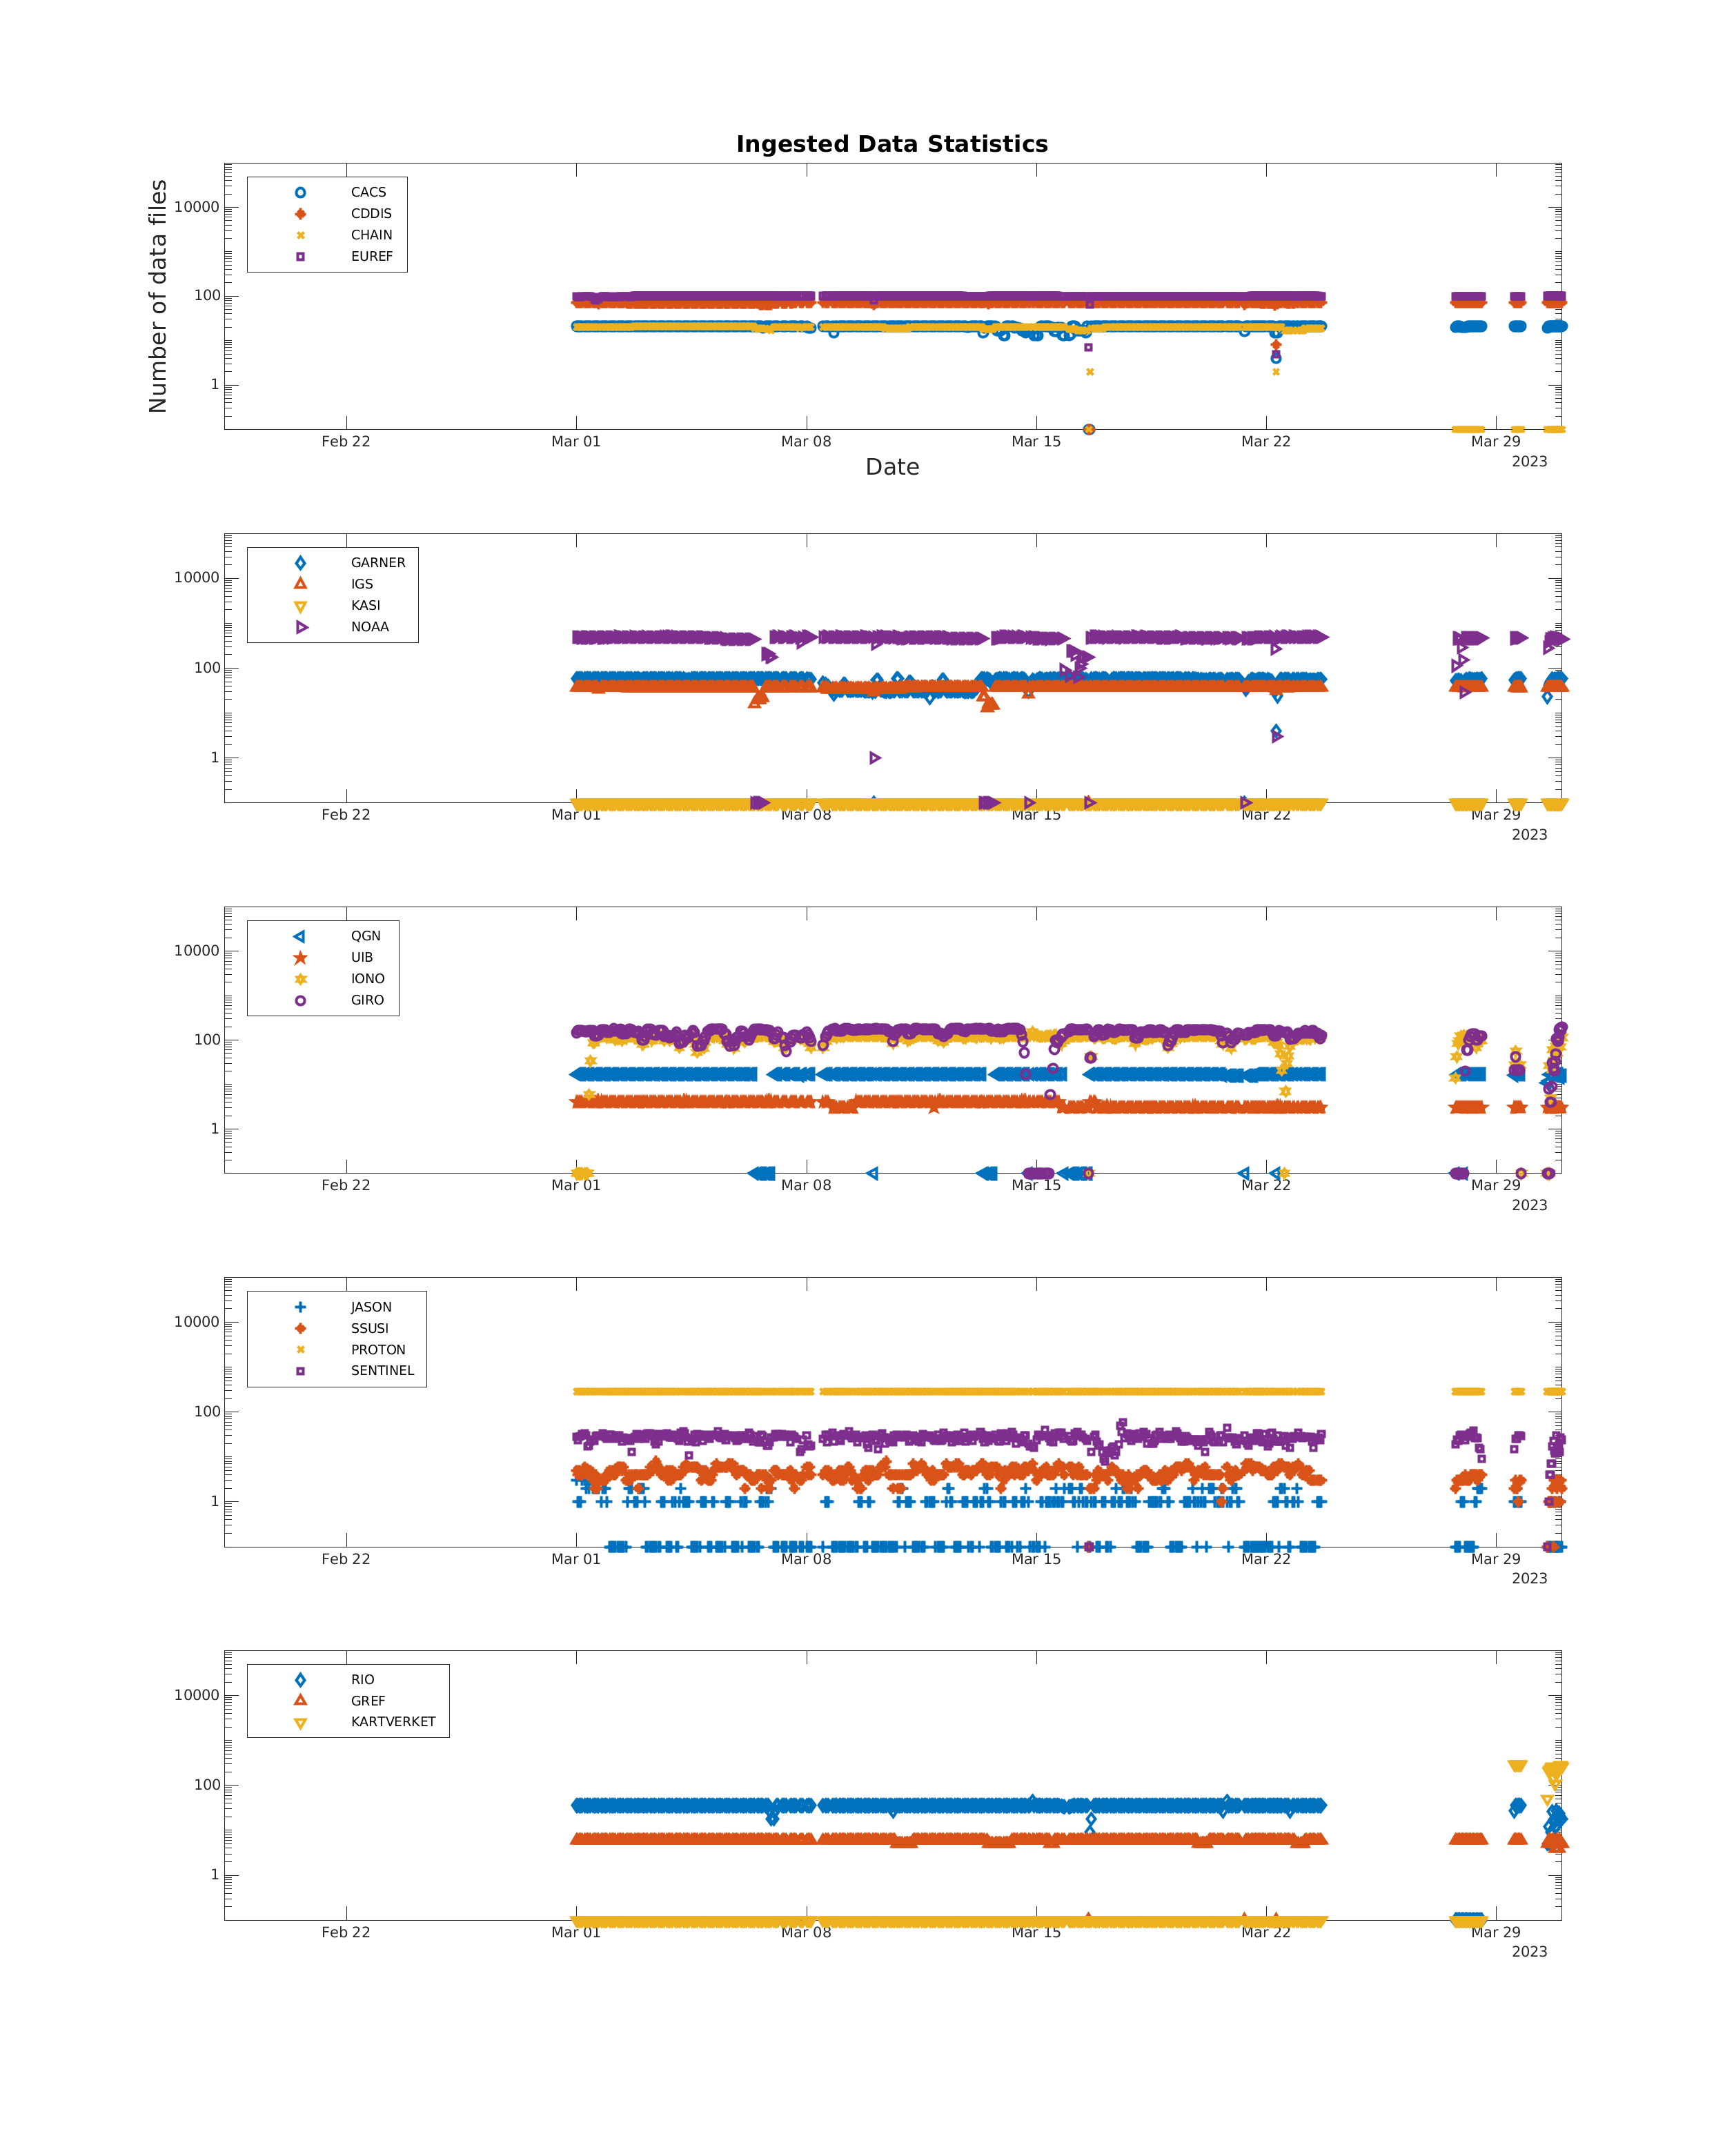 Ingested Data Statistics
Number of data files
CACS
CDDIS
CHAIN
EUREF
10000
100
1
Feb 22 Mar 01 Mar 08 Mar 15 Mar 22 Mar 29
2023
Date
GARNER
IGS
KASI
NOAA
10000
100
1
Feb 22 Mar 01 Mar 08 Mar 15 Mar 22 Mar 29
2023
QGN
UIB
IONO
GIRO
10000
100
1
Feb 22 Mar 01 Mar 08 Mar 15 Mar 22 Mar 29
2023
JASON
SSUSI
PROTON
SENTINEL
10000
100
1
Feb 22 Mar 01 Mar 08 Mar 15 Mar 22 Mar 29
2023
RIO
GREF
KARTVERKET
10000
100
1
Feb 22 Mar 01 Mar 08 Mar 15 Mar 22 Mar 29
2023